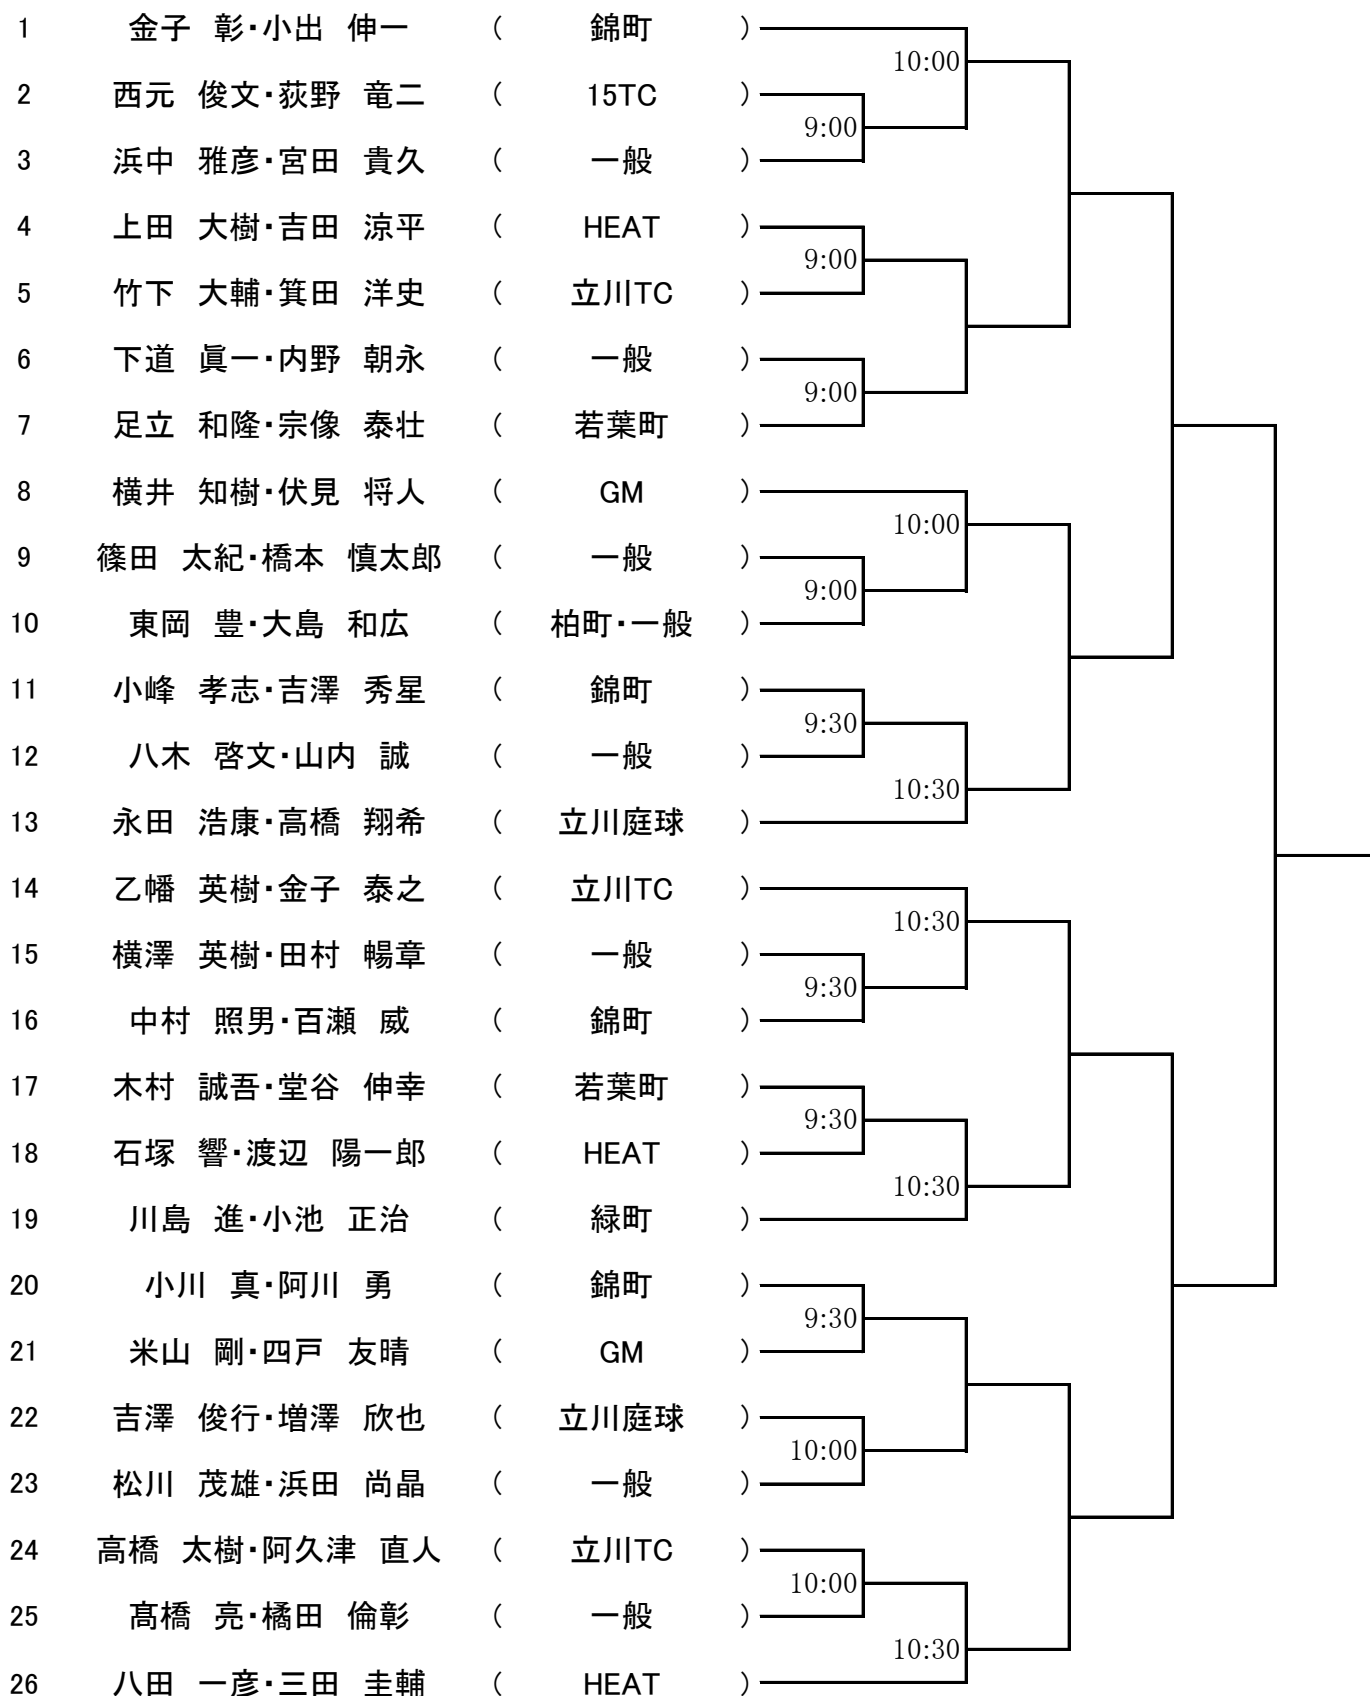 1 金子 彰・小出 伸一 ( 錦町 )
10:00
2 西元 俊文・荻野 竜二 ( 15TC )
9:00
3 浜中 雅彦・宮田 貴久 ( 一般 )
4 上田 大樹・吉田 涼平 ( HEAT )
9:00
5 竹下 大輔・箕田 洋史 ( 立川TC )
6 下道 眞一・内野 朝永 ( 一般 )
9:00
7 足立 和隆・宗像 泰壮 ( 若葉町 )
8 横井 知樹・伏見 将人 ( GM )
10:00
9 篠田 太紀・橋本 慎太郎 ( 一般 )
9:00
10 東岡 豊・大島 和広 ( 柏町・一般 )
11 小峰 孝志・吉澤 秀星 ( 錦町 )
9:30
12 八木 啓文・山内 誠 ( 一般 )
10:30
13 永田 浩康・高橋 翔希 ( 立川庭球 )
14 乙幡 英樹・金子 泰之 ( 立川TC )
10:30
15 横澤 英樹・田村 暢章 ( 一般 )
9:30
16 中村 照男・百瀬 威 ( 錦町 )
17 木村 誠吾・堂谷 伸幸 ( 若葉町 )
9:30
18 石塚 響・渡辺 陽一郎 ( HEAT )
10:30
19 川島 進・小池 正治 ( 緑町 )
20 小川 真・阿川 勇 ( 錦町 )
9:30
21 米山 剛・四戸 友晴 ( GM )
22 吉澤 俊行・増澤 欣也 ( 立川庭球 )
10:00
23 松川 茂雄・浜田 尚晶 ( 一般 )
24 高橋 太樹・阿久津 直人 ( 立川TC )
10:00
25 髙橋 亮・橘田 倫彰 ( 一般 )
10:30
26 八田 一彦・三田 圭輔 ( HEAT )